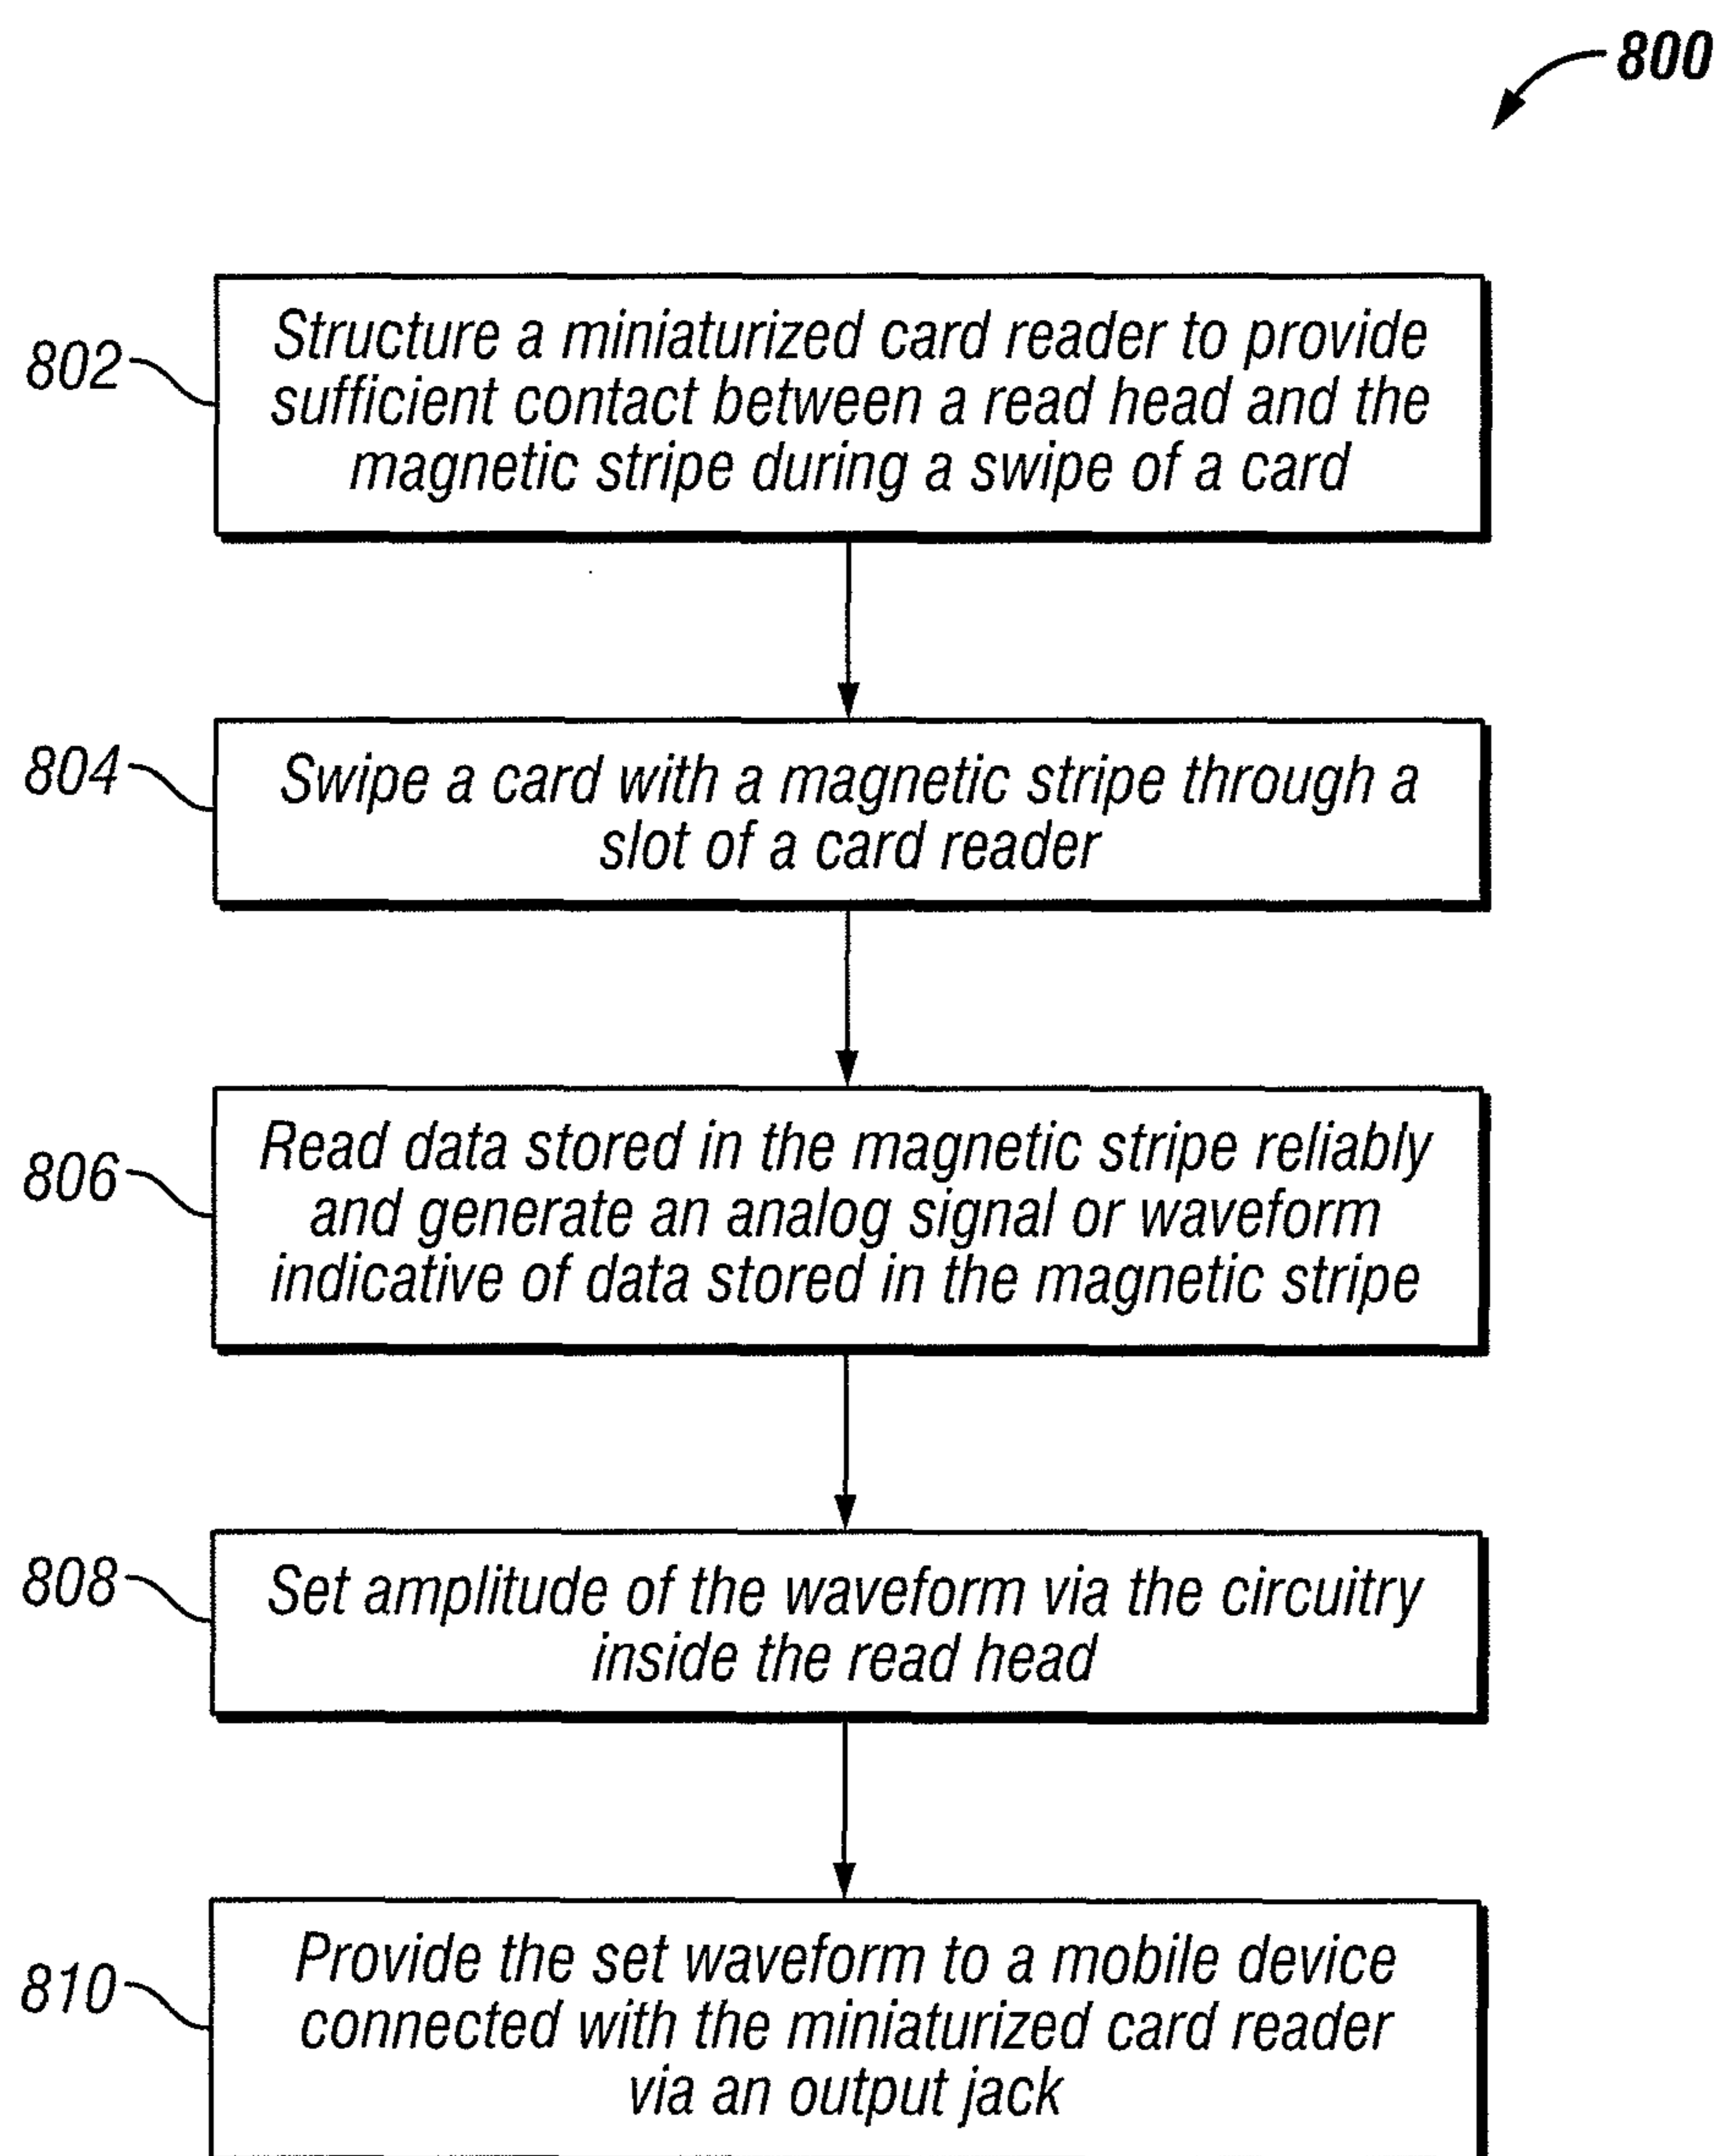 800
802
Structure a miniaturized card reader to provide
sufficient contact between a read head and the
magnetic stripe during a swipe of a card
804
Swipe a card with a magnetic stripe through a
slot of a card reader
806
Read data stored in the magnetic stripe reliably
and generate an analog signal or waveform
indicative of data stored in the magnetic stripe
808
Set amplitude of the waveform via the circuitry
inside the read head
810
Provide the set waveform to a mobile device
connected with the miniaturized card reader
via an output jack